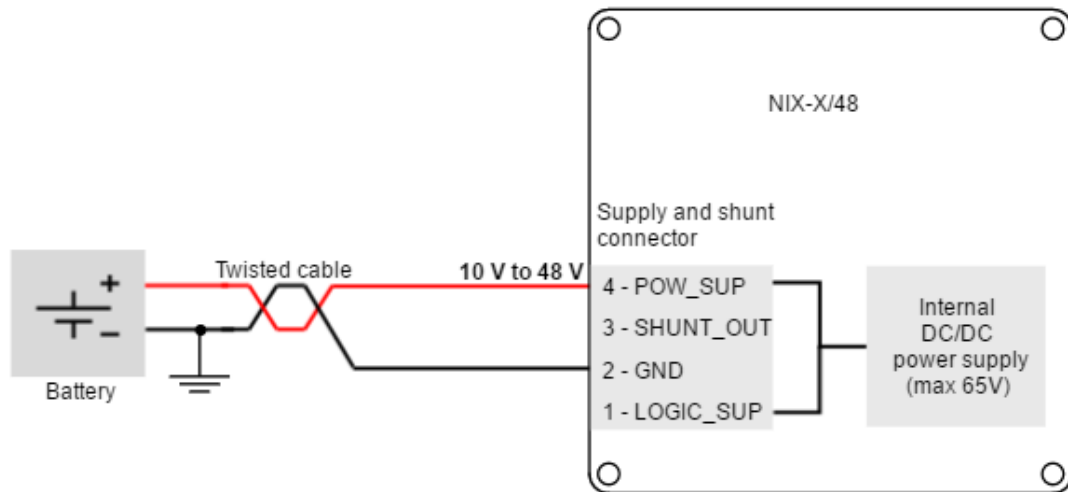 NIX-X/48
Supply and shunt
connector
Twisted cable
10 V to 48 V
+
−
Battery
4 - POW_SUP
3 - SHUNT_OUT
2 - GND
1 - LOGIC_SUP
Internal
DC/DC
power supply
(max 65V)